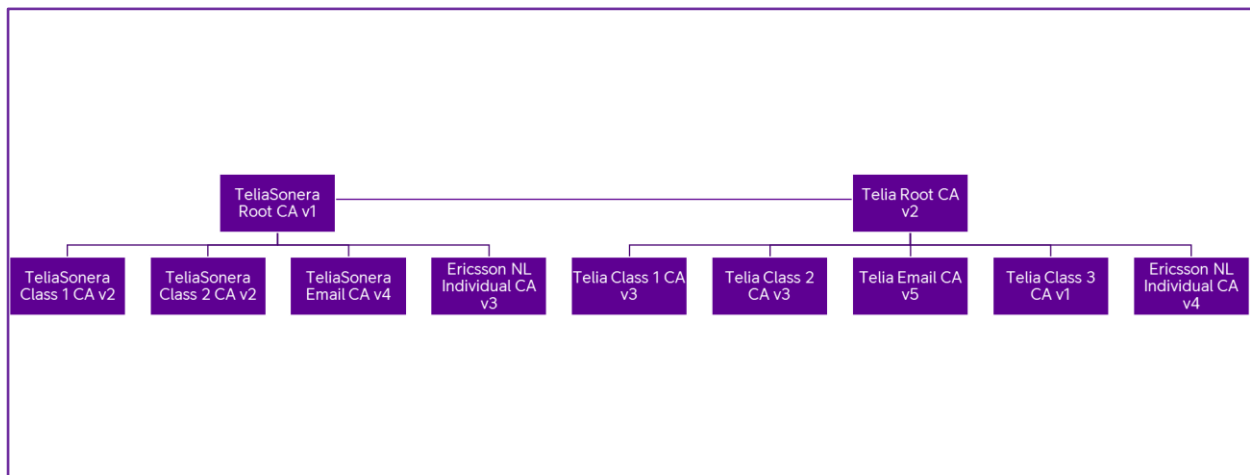 TeliaSonera
Root CA v1
Telia Root CA
v2
TeliaSonera
Class 1 CA v2
TeliaSonera
Class 2 CA v2
TeliaSonera
Email CA v4
Ericsson NL
Individual CA
v3
Telia Class 1 CA
v3
Telia Class 2
CA v3
Telia Email CA
v5
Telia Class 3
CA v1
Ericsson NL
Individual CA
v4